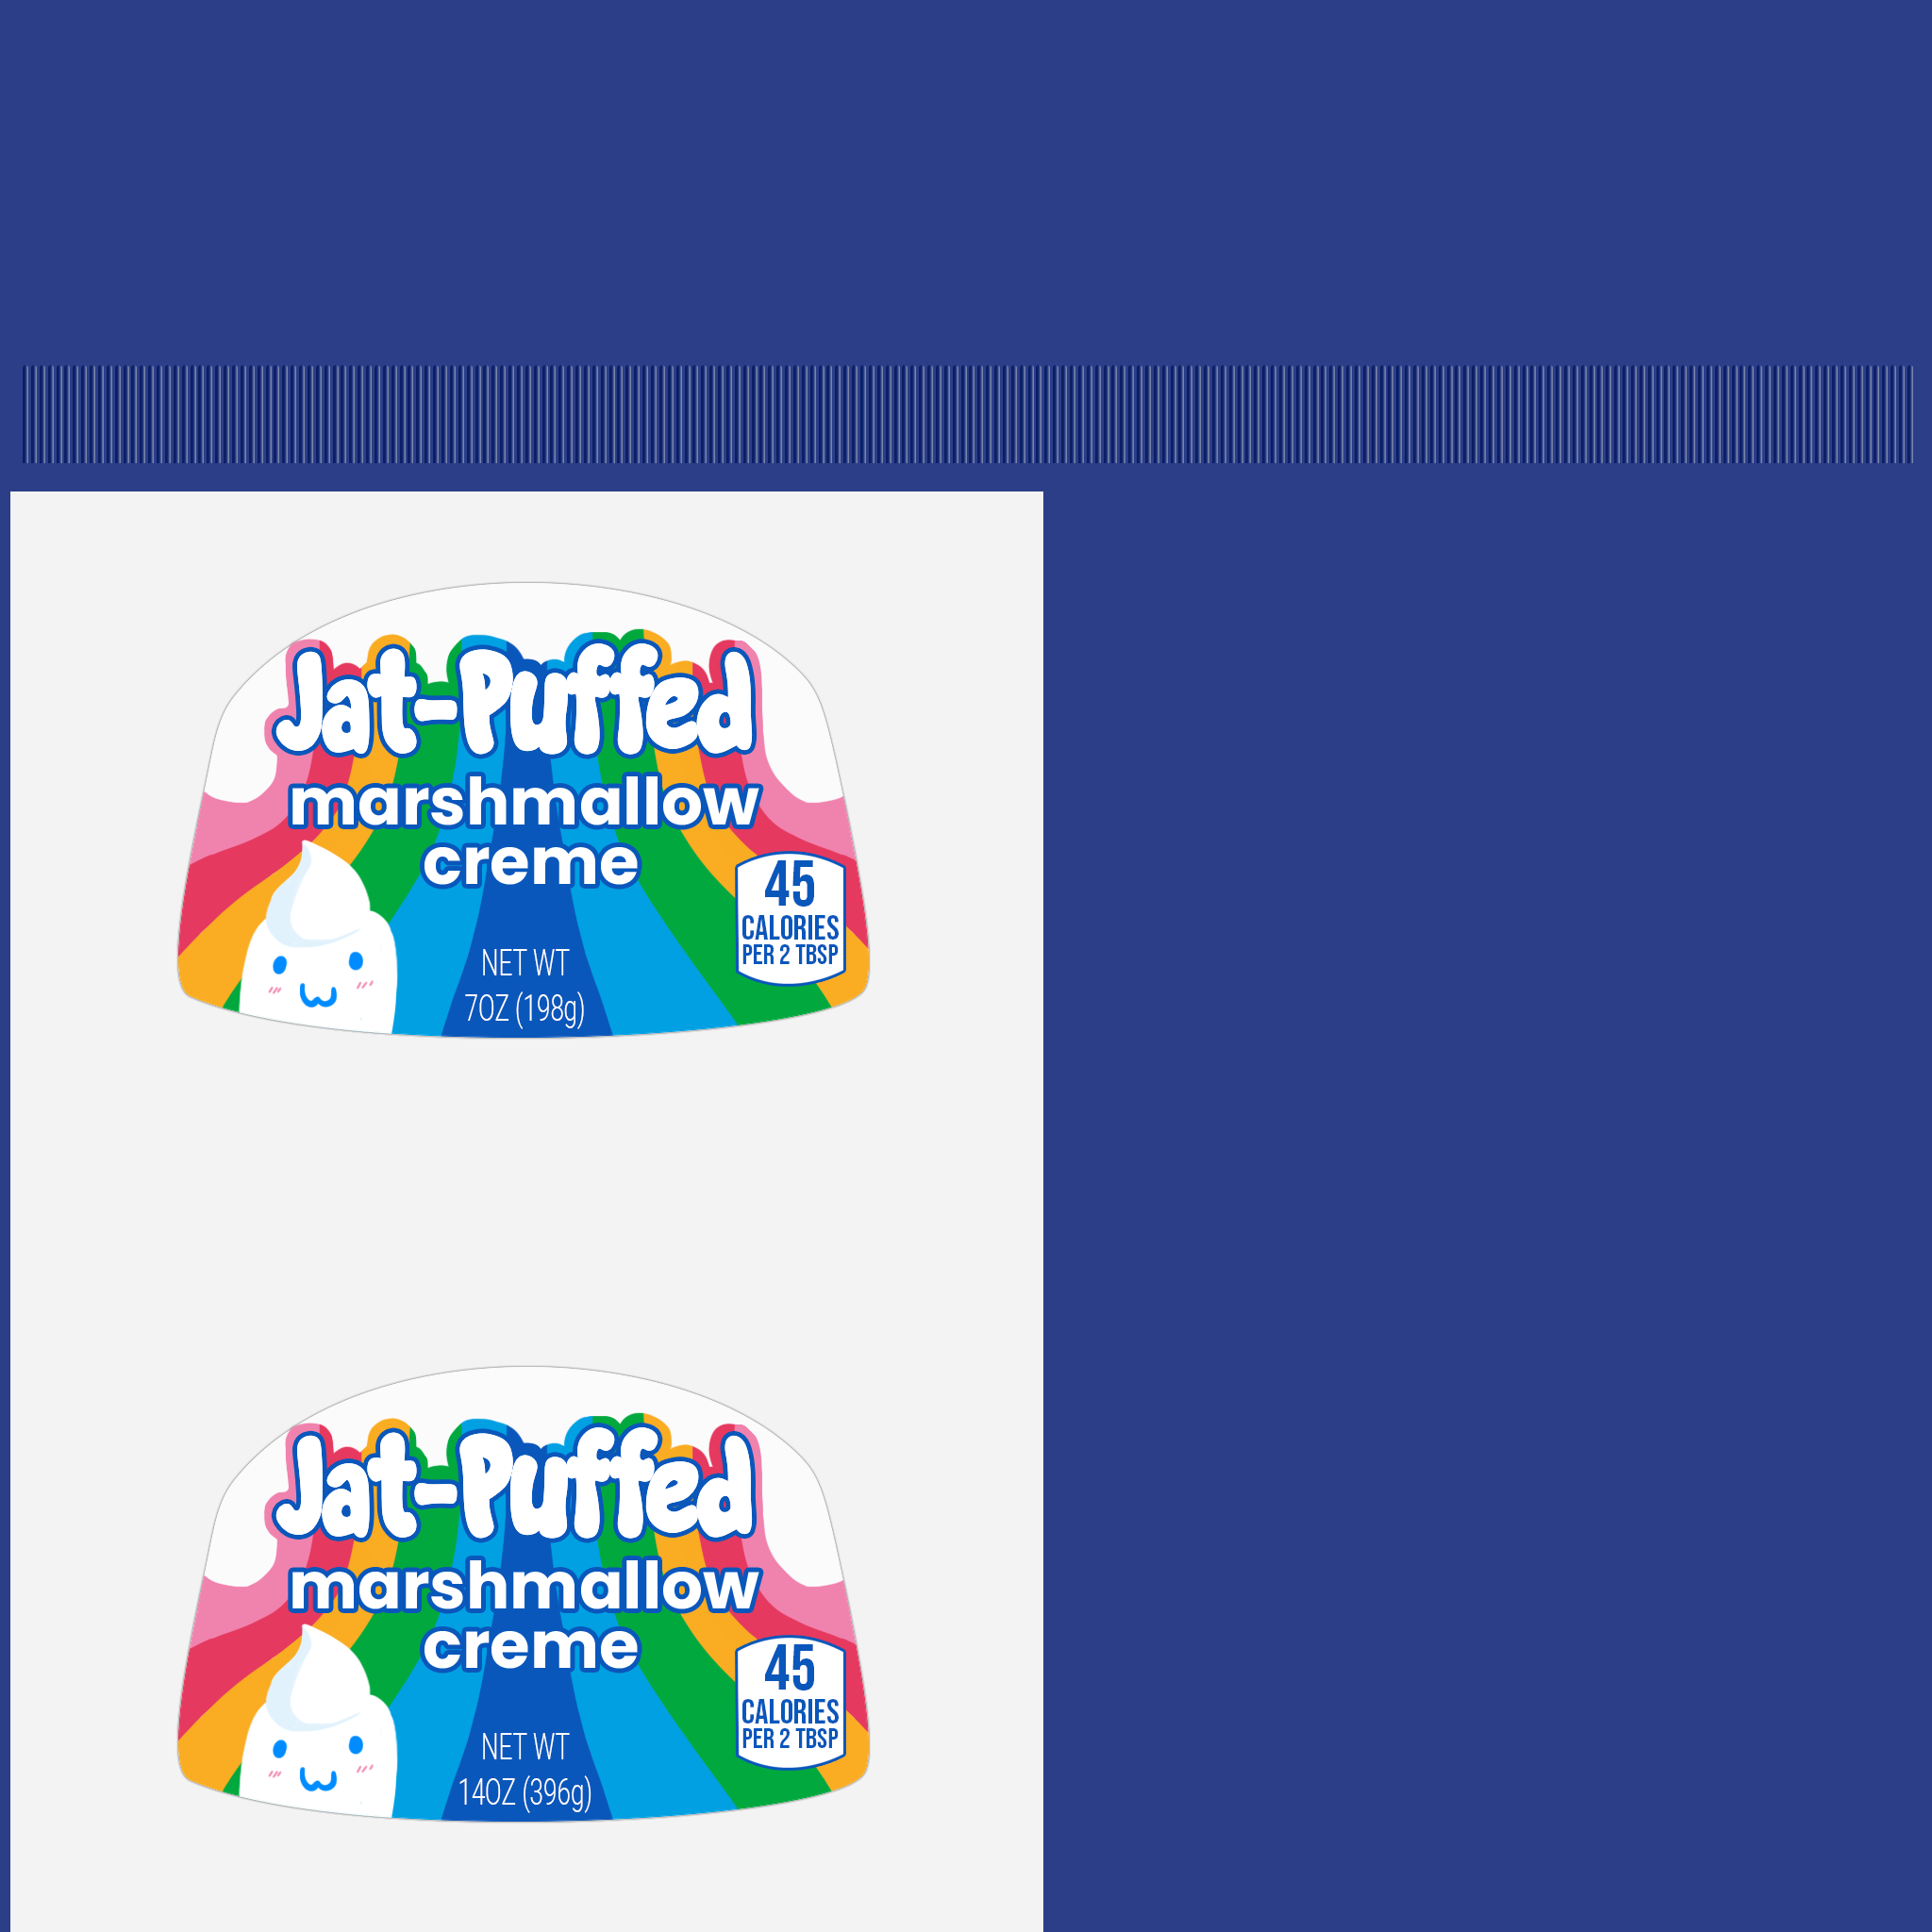 Jat-Puffed
marshmallow
creme
45
CALORIES
PER 2 TBSP
NET WT
7OZ (198g)
Jat-Puffed
marshmallow
creme
45
CALORIES
PER 2 TBSP
NET WT
14OZ (396g)